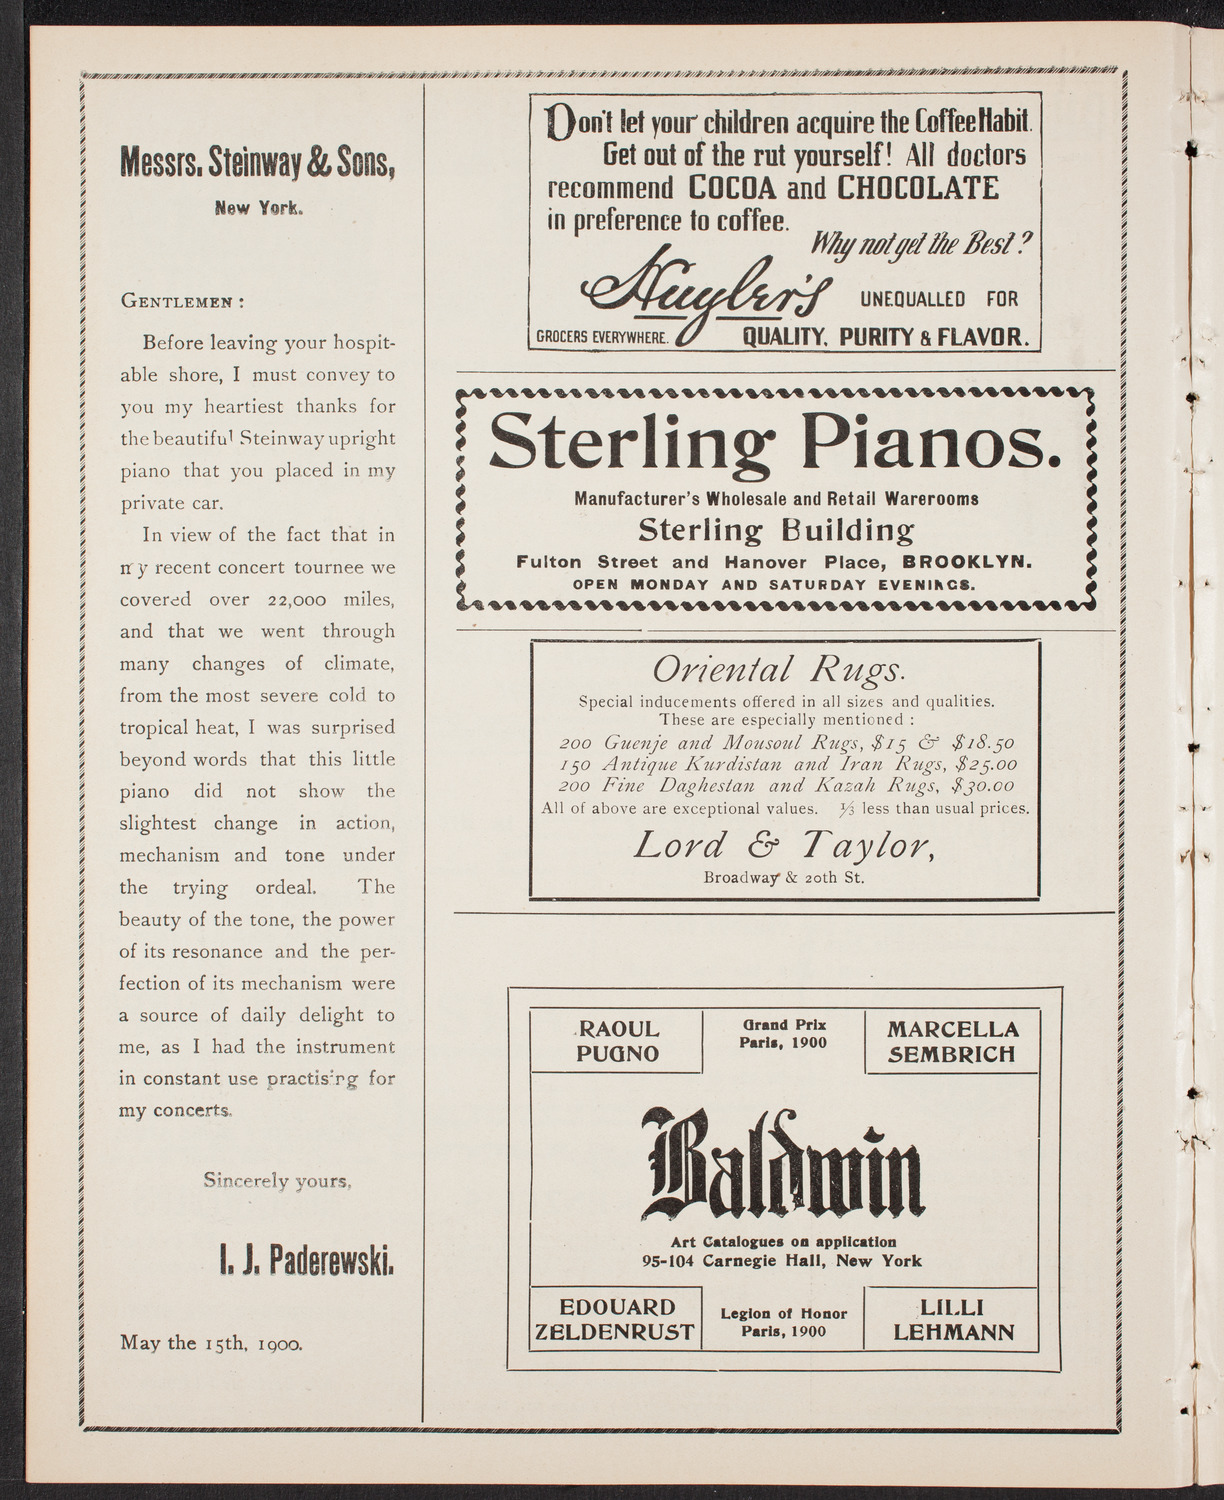 Messrs. Steinway & Sons,
New York.
GENTLEMEN:
Before leaving your hospit-
able shore, I must convey to
you my heartiest thanks for
the beautiful Steinway upright
piano that you placed in my
private car.
In view of the fact that in
my recent concert tournee we
covered over 22,000 miles,
and that we went through
many changes of climate,
from the most severe cold to
tropical heat, I was surprised
beyond words that this little
piano did not show the
slightest change in action,
mechanism and tone under
the trying ordeal. The
beauty of the tone, the power
of its resonance and the per-
fection of its mechanism were
a source of daily delight to
me, as I had the instrument
in constant use practising for
my concerts.
Sincerely yours,
I. J. Paderewski.
May the 15th, 1900.
Don't let your children acquire the Coffee Habit.
Get out of the rut yourself! All doctors
recommend COCOA and CHOCOLATE
in preference to coffee.
Why not get the Best?
Huyler's UNEQUALLED FOR
GROCERS EVERYWHERE. QUALITY, PURITY & FLAVOR.
Sterling Pianos.
Manufacturer's Wholesale and Retail Warerooms
Sterling Building
Fulton Street and Hanover Place, BROOKLYN.
OPEN MONDAY AND SATURDAY EVENINGS.
Oriental Rugs.
Special inducements offered in all sizes and qualities.
These are especially mentioned:
200 Guenje and Mousoul Rugs, $15 & $18.50
150 Antique Kurdistan and Iran Rugs, $25.00
200 Fine Daghestan and Kazah Rugs, $30.00
All of above are exceptional values. ⅓ less than usual prices.
Lord & Taylor,
Broadway & 20th St.
RAOUL
PUGNO
Grand Prix
Paris, 1900
MARCELLA
SEMBRICH
Baldwin
Art Catalogues on application
95-104 Carnegie Hall, New York
EDOUARD
ZELDENRUST
Legion of Honor
Paris, 1900
LILLI
LEHMANN